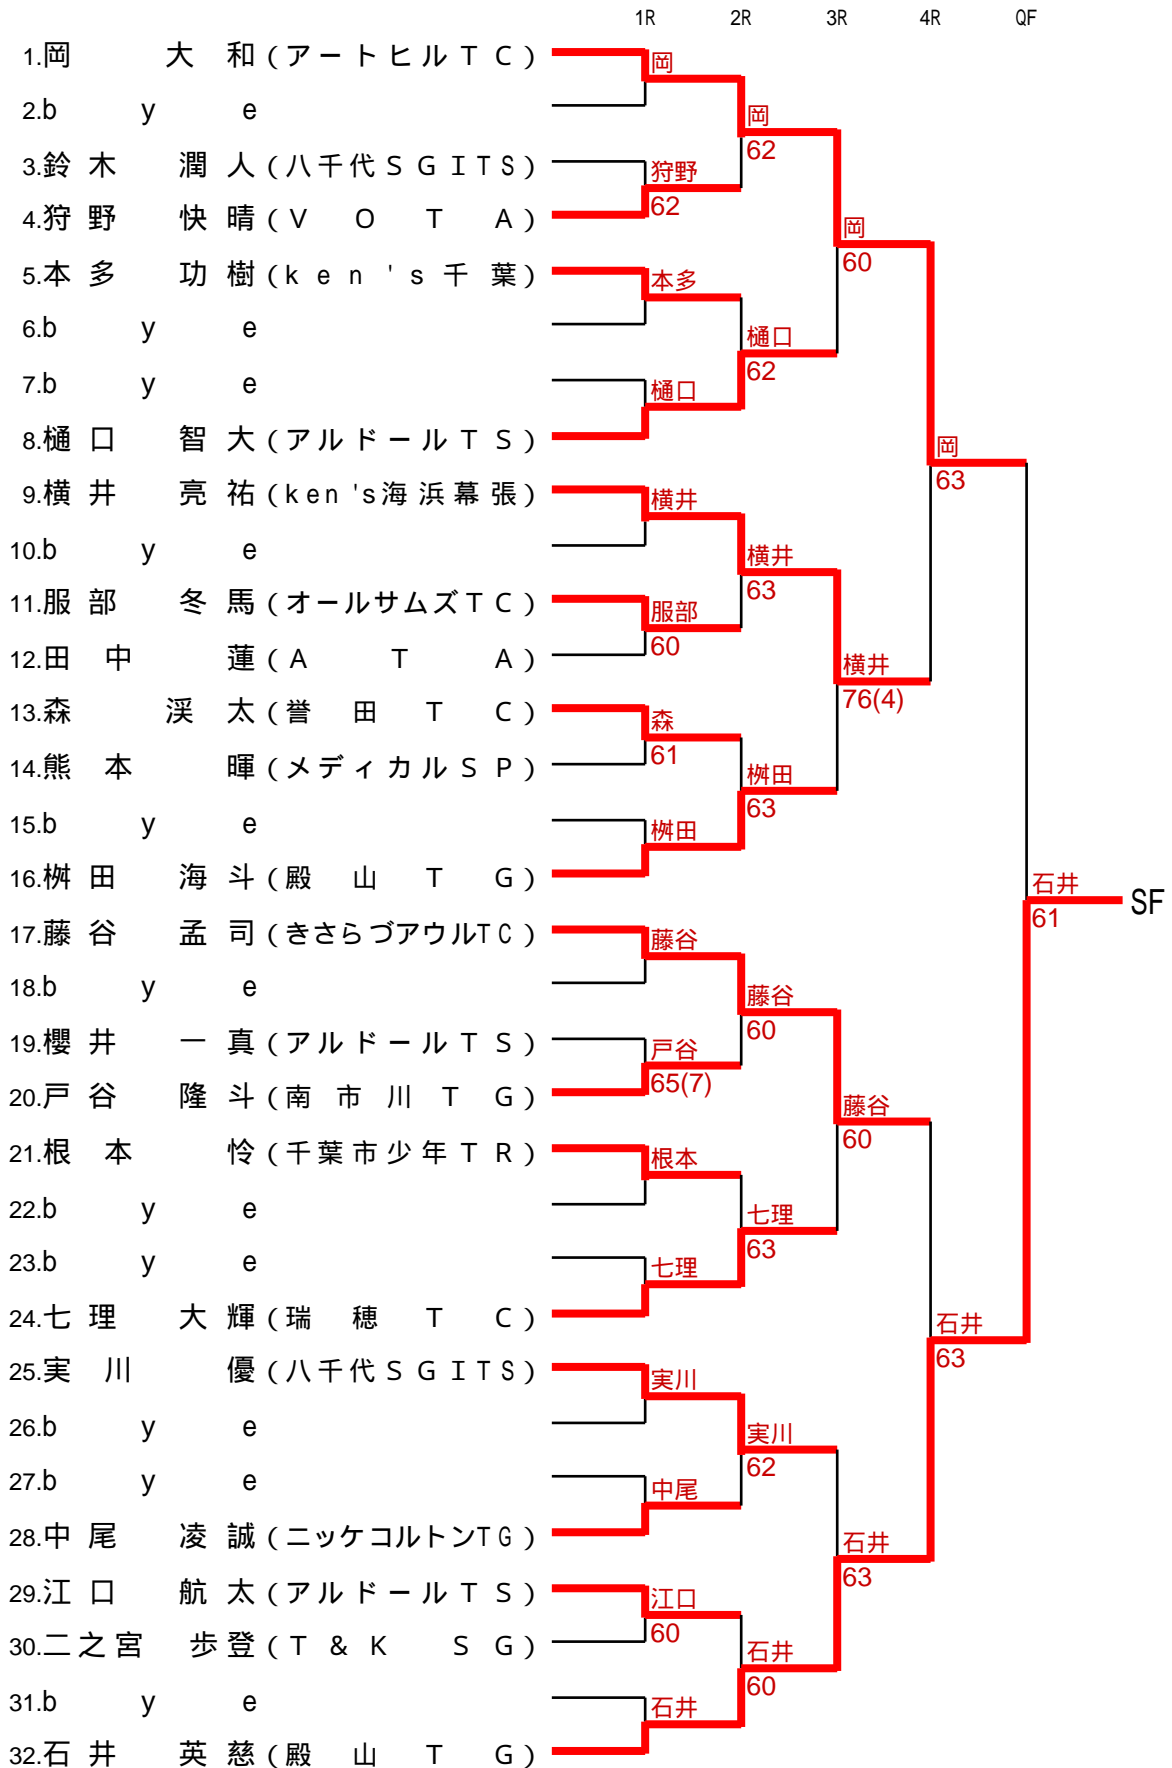 1R 2R 3R 4R QF
1.岡 大 和 (アートヒルＴＣ)
岡
2.b y e
岡
62
3.鈴 木 潤 人 (八千代ＳＧＩＴＳ)
狩野
62
4.狩 野 快 晴 (Ｖ Ｏ Ｔ Ａ)
岡
60
5.本 多 功 樹 (ｋｅｎ'ｓ千葉)
本多
6.b y e
樋口
62
7.b y e
樋口
8.樋 口 智 大 (アルドールＴＳ)
岡
63
9.横 井 亮 祐 (ken's海浜幕張)
横井
10.b y e
横井
63
11.服 部 冬 馬 (オールサムズＴＣ)
服部
60
12.田 中 蓮 (Ａ Ｔ Ａ)
横井
76(4)
13.森 渓 太 (誉 田 Ｔ Ｃ)
森
61
14.熊 本 暉 (メディカルＳＰ)
桝田
63
15.b y e
桝田
16.桝 田 海 斗 (殿 山 Ｔ Ｇ)
石井
61
SF
17.藤 谷 孟 司 (きさらづアウルTC)
藤谷
18.b y e
藤谷
60
19.櫻 井 一 真 (アルドールＴＳ)
戸谷
65(7)
20.戸 谷 隆 斗 (南 市 川 Ｔ Ｇ)
藤谷
60
21.根 本 怜 (千葉市少年ＴＲ)
根本
22.b y e
七理
63
23.b y e
七理
24.七 理 大 輝 (瑞 穂 Ｔ Ｃ)
石井
63
25.実 川 優 (八千代ＳＧＩＴＳ)
実川
26.b y e
実川
62
27.b y e
中尾
28.中 尾 凌 誠 (ニッケコルトンTG)
石井
63
29.江 口 航 太 (アルドールＴＳ)
江口
60
30.二之宮 歩登 (Ｔ＆Ｋ ＳＧ)
石井
60
31.b y e
石井
32.石 井 英 慈 (殿 山 Ｔ Ｇ)